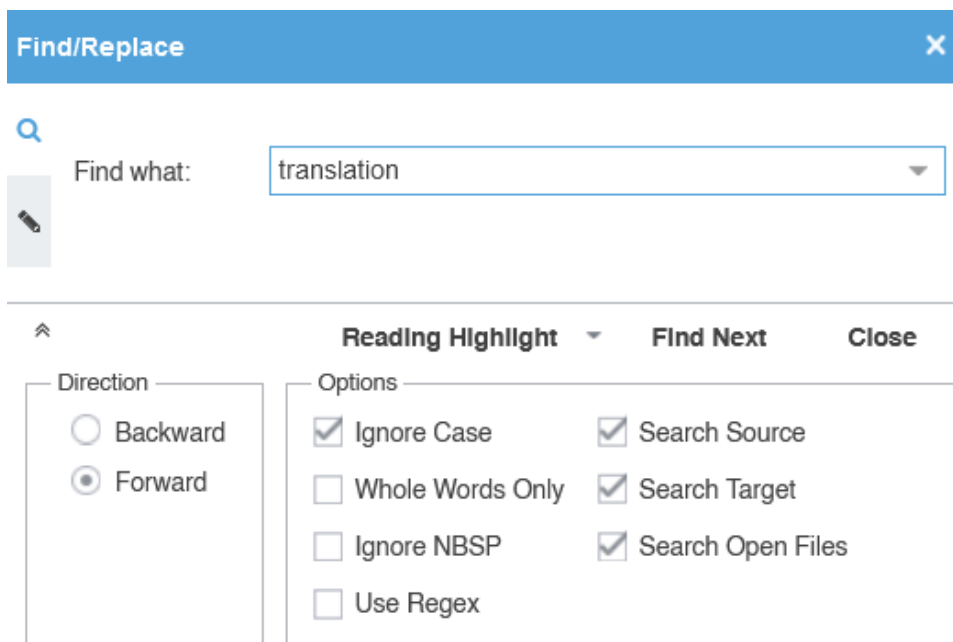 Find/Replace
Find what: translation
Reading Highlight Find Next Close
Direction Options
Backward Ignore Case Search Source
Forward Whole Words Only Search Target
Ignore NBSP Search Open Files
Use Regex